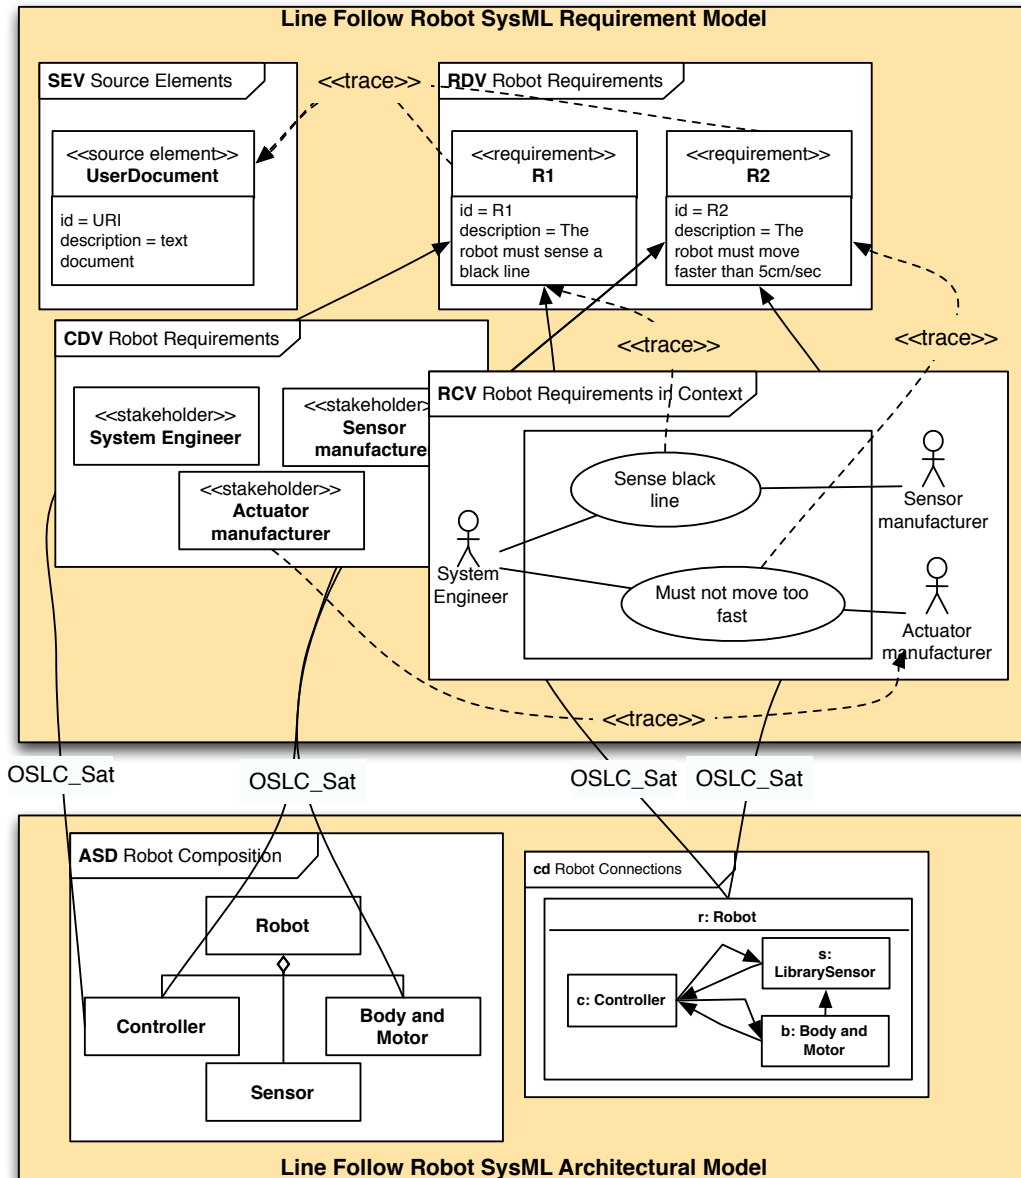 Line Follow Robot SysML Requirement Model
SEV Source Elements
<<trace>>
RDV Robot Requirements
<<source element>>
UserDocument
id = URI
description = text
document
<<requirement>>
R1
id = R1
description = The
robot must sense a
black line
<<requirement>>
R2
id = R2
description = The
robot must move
faster than 5cm/sec
CDV Robot Requirements
<<trace>>
<<trace>>
<<stakeholder>>
System Engineer
<<stakeholder>
Sensor
manufacture
<<stakeholder>>
Actuator
manufacturer
RCV Robot Requirements in Context
Sense black
line
Sensor
manufacturer
System
Engineer
Must not move too
fast
Actuator
manufacturer
<<trace>>
OSLC_Sat
OSLC_Sat
OSLC_Sat
OSLC_Sat
ASD Robot Composition
Robot
Controller
Body and
Motor
Sensor
cd Robot Connections
r: Robot
s:
LibrarySensor
c: Controller
b: Body and
Motor
Line Follow Robot SysML Architectural Model